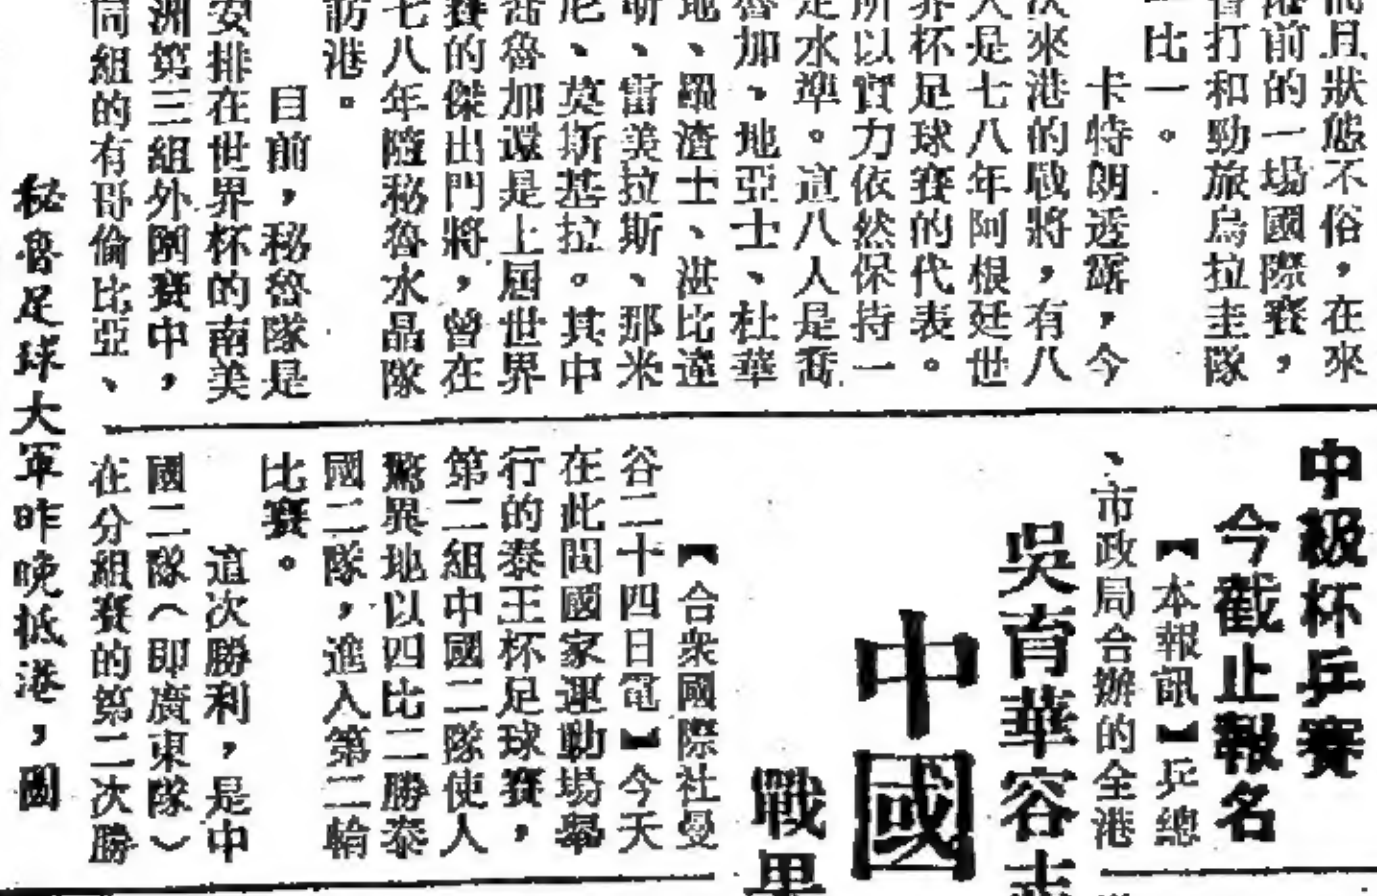 而且狀態不俗，在來
港前的一場國際賽，
曾打和勁旅烏拉圭隊
比一。
卡特朗透露，今
次來港的戰將，有八
人是七八年阿根廷世
界杯足球賽的代表。
所以實力依然保持一
定水準。這八人是喬
魯加、地亞士、杜華
地、羅渣士、湛比達
斯、雷美拉斯、那米
尼、莫斯基拉。其中
喬魯加還是上屆世界
賽的傑出門將，曾在
七八年隨秘魯水晶隊
訪港。
目前，秘魯隊是
安排在世界杯的南美
洲第三組外圍賽中，
同組的有哥倫比亞、
秘魯足球大軍昨晚抵港，圖
中級杯乒賽
今截止報名
【本報訊】乒總
、市政局合辦的全港
吳育華容志
中國
戰果
【合衆國際社曼
谷二十四日電】今天
在此間國家運動場舉
行的泰王杯足球賽，
第二組中國二隊使人
驚異地以四比二勝泰
國二隊，進入第二輪
比賽。
這次勝利，是中
國二隊（即廣東隊）
在分組賽的第二次勝